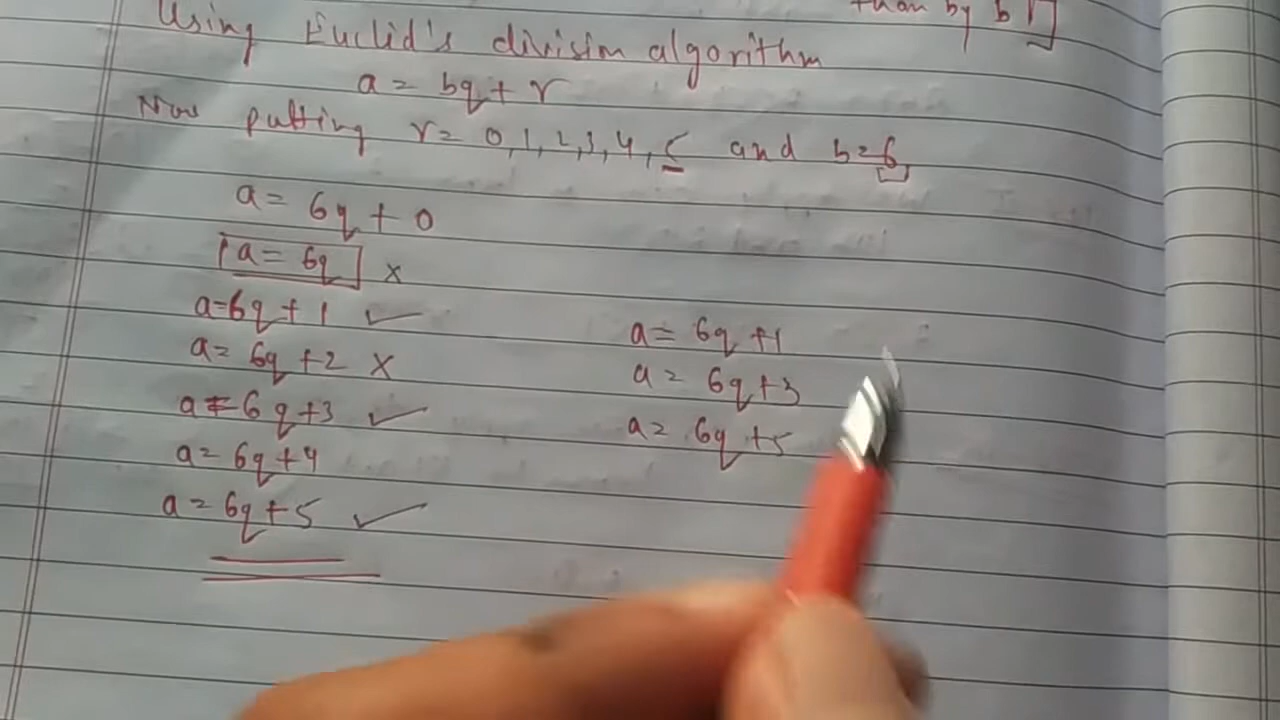 than by b
Using Euclid's division algorithm
a = bq + r
Now putting r = 0, 1, 2, 3, 4, 5 and b = 6
a = 6q + 0
a = 6q ×
a = 6q + 1 ✓
a = 6q + 2 ×
a = 6q + 3 ✓
a = 6q + 4
a = 6q + 5 ✓
a = 6q + 1
a = 6q + 3
a = 6q + 5